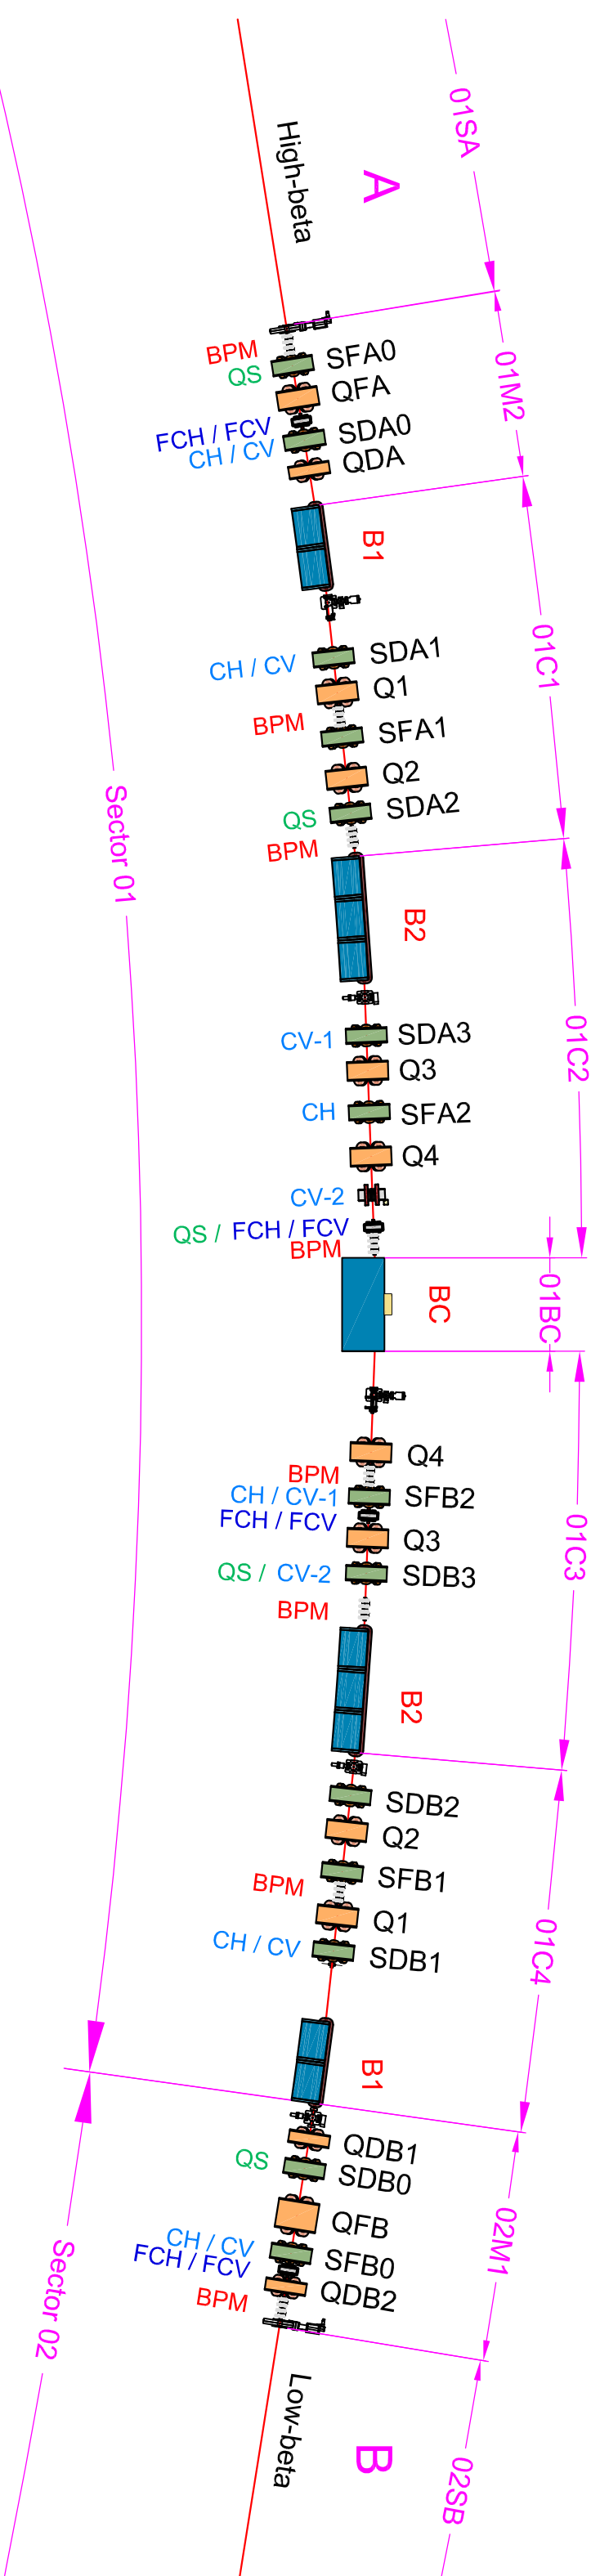 01SA
A
High-beta
BPM
SFA0
QS
QFA
01M2
FCH / FCV
SDA0
CH / CV
QDA
B1
01C1
CH / CV
SDA1
Q1
BPM
SFA1
Q2
Sector 01
QS
SDA2
BPM
B2
01C2
CV-1
SDA3
Q3
CH
SFA2
Q4
CV-2
QS / FCH / FCV
BPM
BC
01BC
Q4
BPM
CH / CV-1
SFB2
FCH / FCV
Q3
01C3
QS / CV-2
SDB3
BPM
B2
SDB2
Q2
BPM
SFB1
Q1
01C4
CH / CV
SDB1
B1
QDB1
QS
SDB0
QFB
02M1
CH / CV
SFB0
FCH / FCV
QDB2
BPM
Sector 02
Low-beta
B
02SB